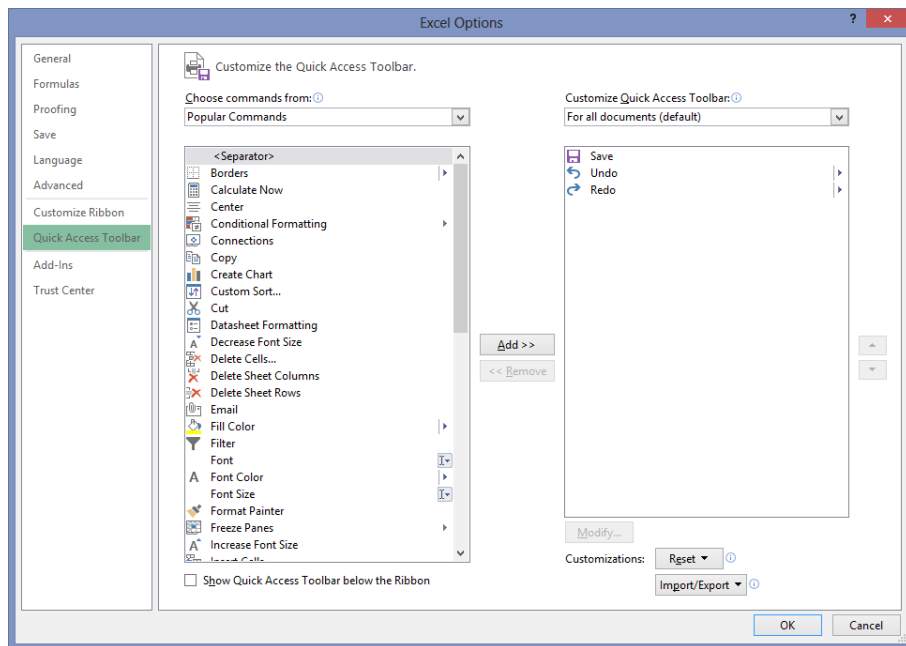 Excel Options
?
General
Formulas
Proofing
Save
Language
Advanced
Customize Ribbon
Quick Access Toolbar
Add-Ins
Trust Center
Customize the Quick Access Toolbar.
Choose commands from:
Popular Commands
<Separator>
Borders
Calculate Now
Center
Conditional Formatting
Connections
Copy
Create Chart
Custom Sort...
Cut
Datasheet Formatting
Decrease Font Size
Delete Cells...
Delete Sheet Columns
Delete Sheet Rows
Email
Fill Color
Filter
Font
Font Color
Font Size
Format Painter
Freeze Panes
Increase Font Size
Insert Cells...
Show Quick Access Toolbar below the Ribbon
Add >>
<< Remove
Customize Quick Access Toolbar:
For all documents (default)
Save
Undo
Redo
Modify...
Customizations:
Reset
Import/Export
OK
Cancel